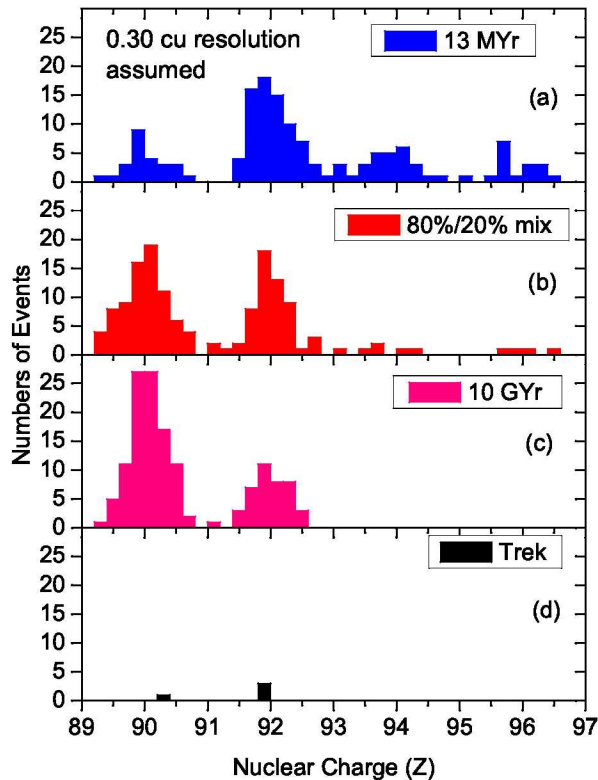 0.30 cu resolution
assumed
13 MYr
(a)
25
20
15
10
5
0
80%/20% mix
(b)
25
20
15
10
5
0
10 GYr
(c)
25
20
15
10
5
0
Trek
(d)
25
20
15
10
5
0
Numbers of Events
89 90 91 92 93 94 95 96 97
Nuclear Charge (Z)